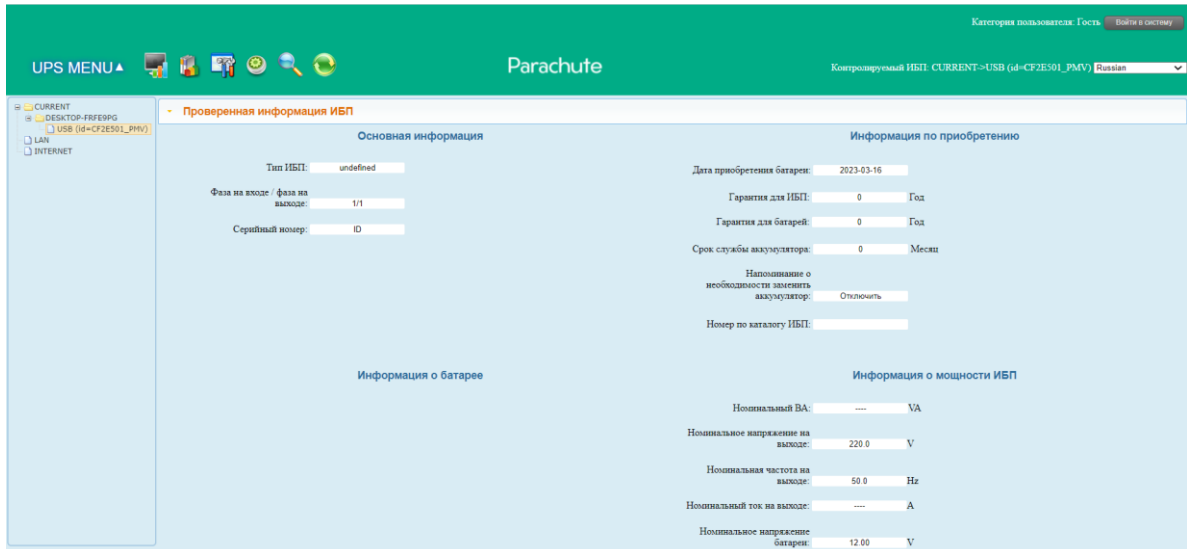 Категория пользователя: Гость Войти в систему
UPS MENU▲ Parachute Контролируемый ИБП: CURRENT->USB (id=CF2E501_PMV) Russian
CURRENT
DESKTOP-FRFE9PG
USB (id=CF2E501_PMV)
LAN
INTERNET
- Проверенная информация ИБП
Основная информация
Тип ИБП: undefined
Фаза на входе / фаза на
выходе: 1/1
Серийный номер: ID
Информация по приобретению
Дата приобретения батареи: 2023-03-16
Гарантия для ИБП: 0 Год
Гарантия для батарей: 0 Год
Срок службы аккумулятора: 0 Месяц
Напоминание о
необходимости заменить
аккумулятор: Отключить
Номер по каталогу ИБП:
Информация о батарее
Информация о мощности ИБП
Номинальный ВА: ---- VA
Номинальное напряжение на
выходе: 220.0 V
Номинальная частота на
выходе: 50.0 Hz
Номинальный ток на выходе: ---- A
Номинальное напряжение
батареи: 12.00 V